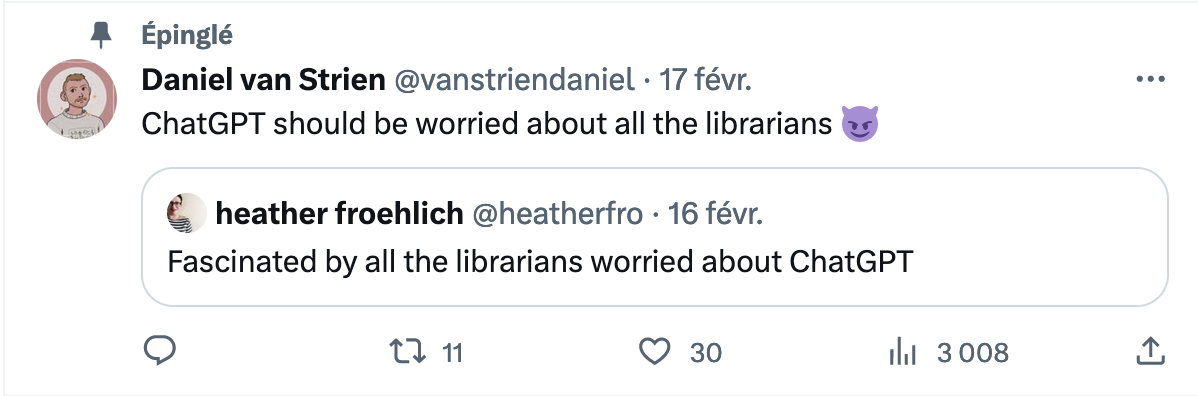 Épinglé
Daniel van Strien @vanstriendaniel · 17 févr.
ChatGPT should be worried about all the librarians 😈
heather froehlich @heatherfro · 16 févr.
Fascinated by all the librarians worried about ChatGPT
11 30 3 008